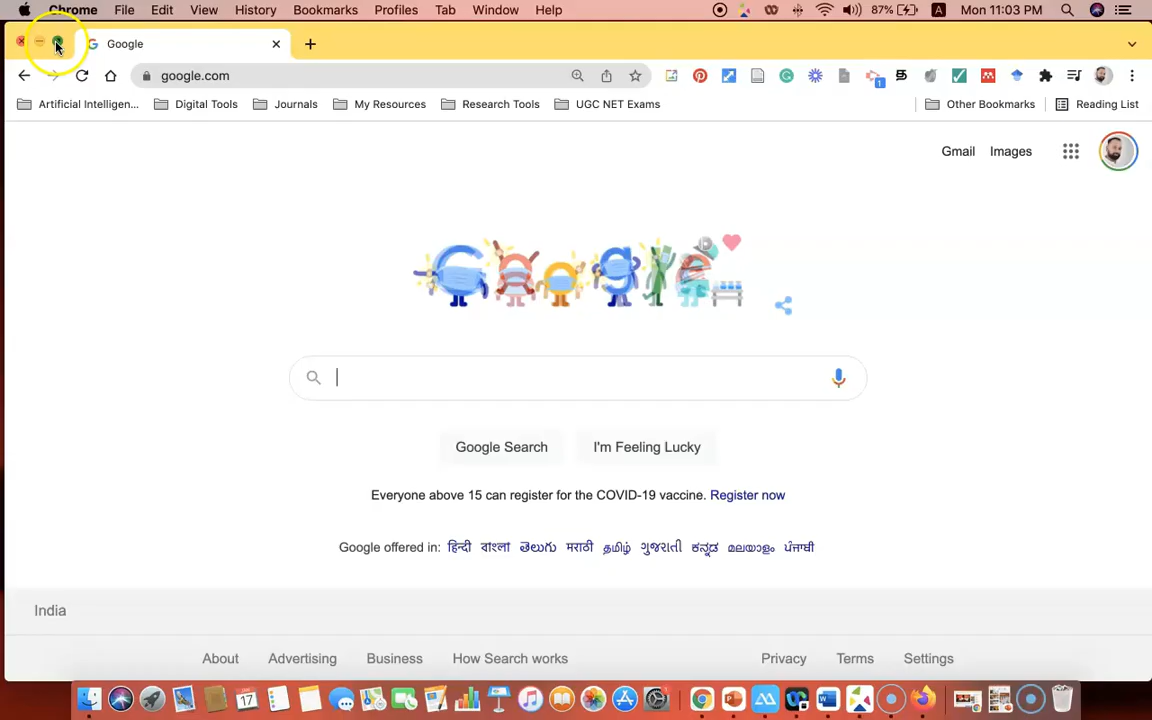 Chrome File Edit View History Bookmarks Profiles Tab Window Help 87% A Mon 11:03 PM
Google
google.com
1
Artificial Intelligen... Digital Tools Journals My Resources Research Tools UGC NET Exams Other Bookmarks Reading List
Gmail Images
Google
Google Search I'm Feeling Lucky
Everyone above 15 can register for the COVID-19 vaccine. Register now
Google offered in: हिन्दी বাংলা తెలుగు मराठी தமிழ் ગુજરાતી ಕನ್ನಡ മലയാളം ਪੰਜਾਬੀ
India
About Advertising Business How Search works Privacy Terms Settings
17